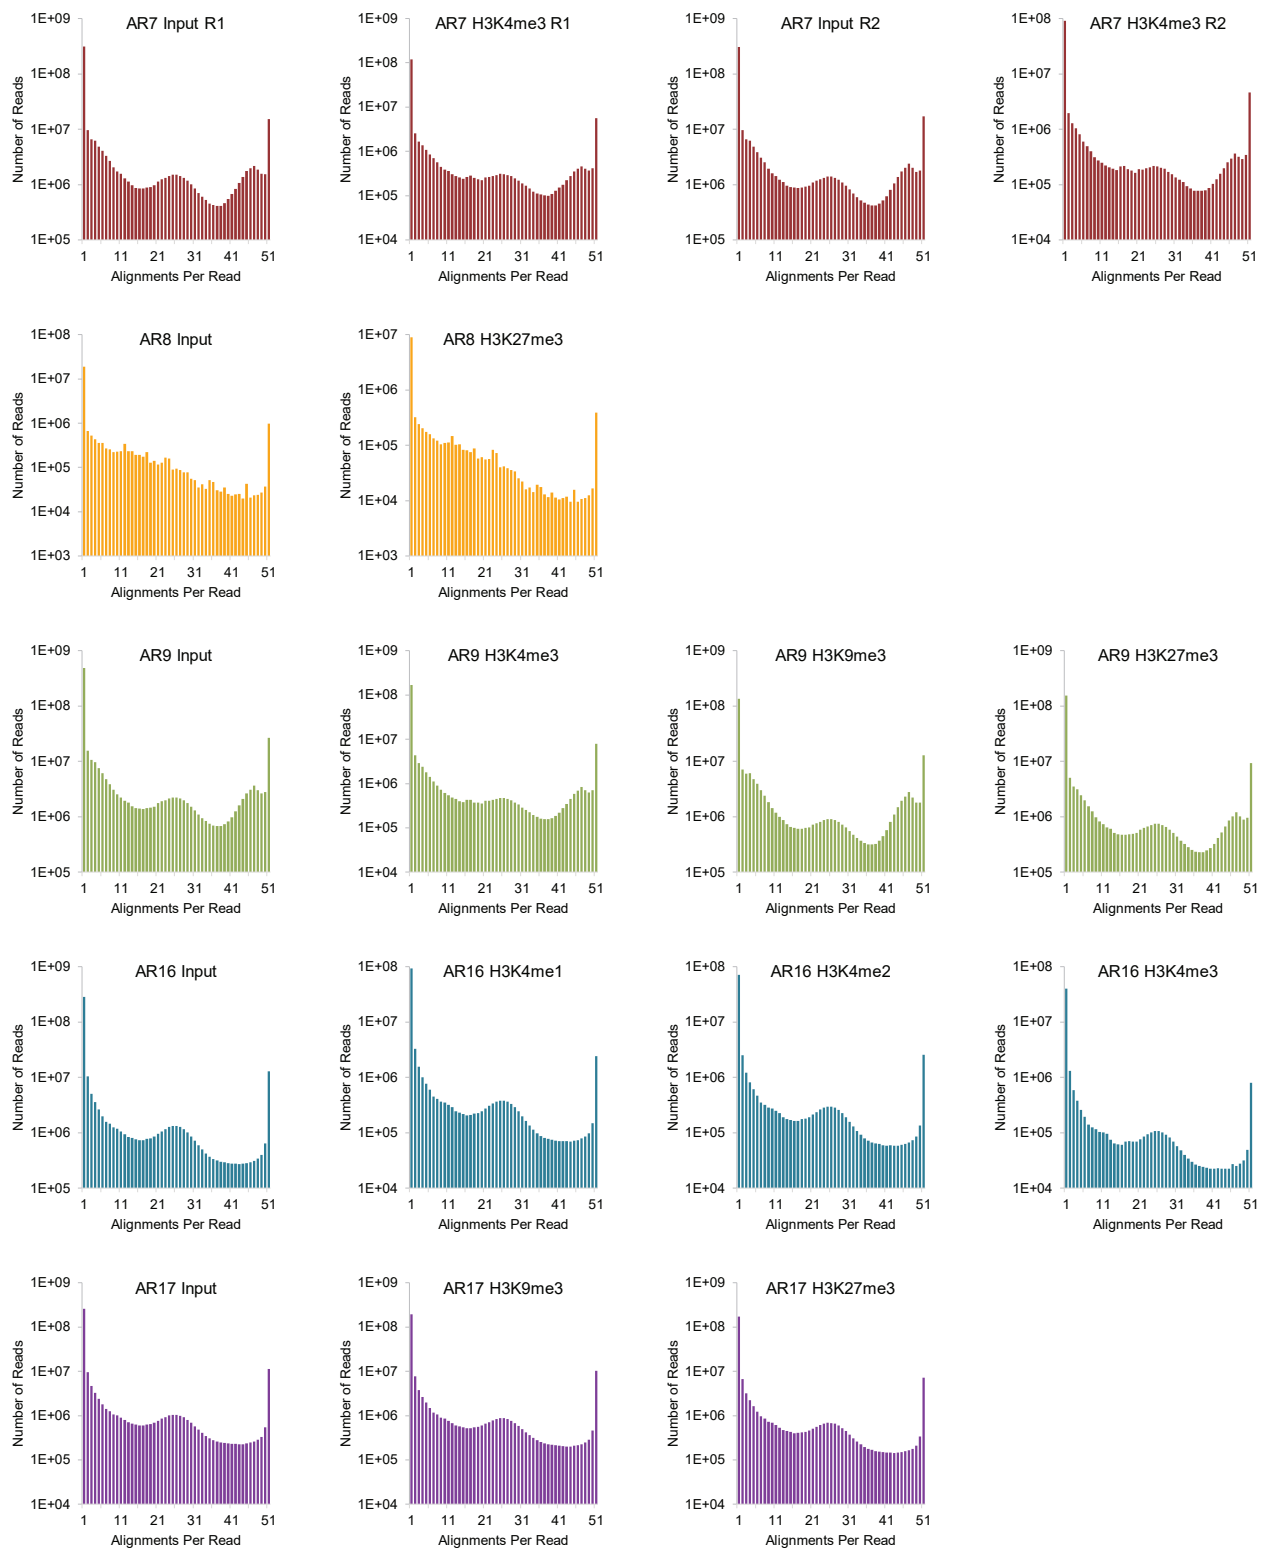 AR7 Input R1
Number of Reads
1E+09
1E+08
1E+07
1E+06
1E+05
1 11 21 31 41 51
Alignments Per Read
AR7 H3K4me3 R1
Number of Reads
1E+09
1E+08
1E+07
1E+06
1E+05
1E+04
1 11 21 31 41 51
Alignments Per Read
AR7 Input R2
Number of Reads
1E+09
1E+08
1E+07
1E+06
1E+05
1 11 21 31 41 51
Alignments Per Read
AR7 H3K4me3 R2
Number of Reads
1E+08
1E+07
1E+06
1E+05
1E+04
1 11 21 31 41 51
Alignments Per Read
AR8 Input
Number of Reads
1E+08
1E+07
1E+06
1E+05
1E+04
1E+03
1 11 21 31 41 51
Alignments Per Read
AR8 H3K27me3
Number of Reads
1E+07
1E+06
1E+05
1E+04
1E+03
1 11 21 31 41 51
Alignments Per Read
AR9 Input
Number of Reads
1E+09
1E+08
1E+07
1E+06
1E+05
1 11 21 31 41 51
Alignments Per Read
AR9 H3K4me3
Number of Reads
1E+09
1E+08
1E+07
1E+06
1E+05
1E+04
1 11 21 31 41 51
Alignments Per Read
AR9 H3K9me3
Number of Reads
1E+09
1E+08
1E+07
1E+06
1E+05
1 11 21 31 41 51
Alignments Per Read
AR9 H3K27me3
Number of Reads
1E+09
1E+08
1E+07
1E+06
1E+05
1 11 21 31 41 51
Alignments Per Read
AR16 Input
Number of Reads
1E+09
1E+08
1E+07
1E+06
1E+05
1 11 21 31 41 51
Alignments Per Read
AR16 H3K4me1
Number of Reads
1E+08
1E+07
1E+06
1E+05
1E+04
1 11 21 31 41 51
Alignments Per Read
AR16 H3K4me2
Number of Reads
1E+08
1E+07
1E+06
1E+05
1E+04
1 11 21 31 41 51
Alignments Per Read
AR16 H3K4me3
Number of Reads
1E+08
1E+07
1E+06
1E+05
1E+04
1 11 21 31 41 51
Alignments Per Read
AR17 Input
Number of Reads
1E+09
1E+08
1E+07
1E+06
1E+05
1E+04
1 11 21 31 41 51
Alignments Per Read
AR17 H3K9me3
Number of Reads
1E+09
1E+08
1E+07
1E+06
1E+05
1E+04
1 11 21 31 41 51
Alignments Per Read
AR17 H3K27me3
Number of Reads
1E+09
1E+08
1E+07
1E+06
1E+05
1E+04
1 11 21 31 41 51
Alignments Per Read